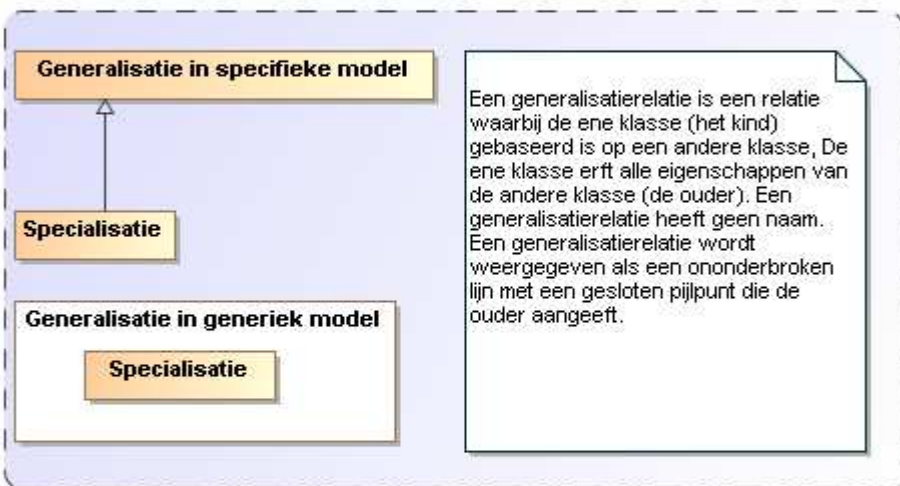 Generalisatie in specifieke model
Specialisatie
Generalisatie in generiek model
Specialisatie
Een generalisatierelatie is een relatie
waarbij de ene klasse (het kind)
gebaseerd is op een andere klasse, De
ene klasse erft alle eigenschappen van
de andere klasse (de ouder). Een
generalisatierelatie heeft geen naam.
Een generalisatierelatie wordt
weergegeven als een ononderbroken
lijn met een gesloten pijlpunt die de
ouder aangeeft.